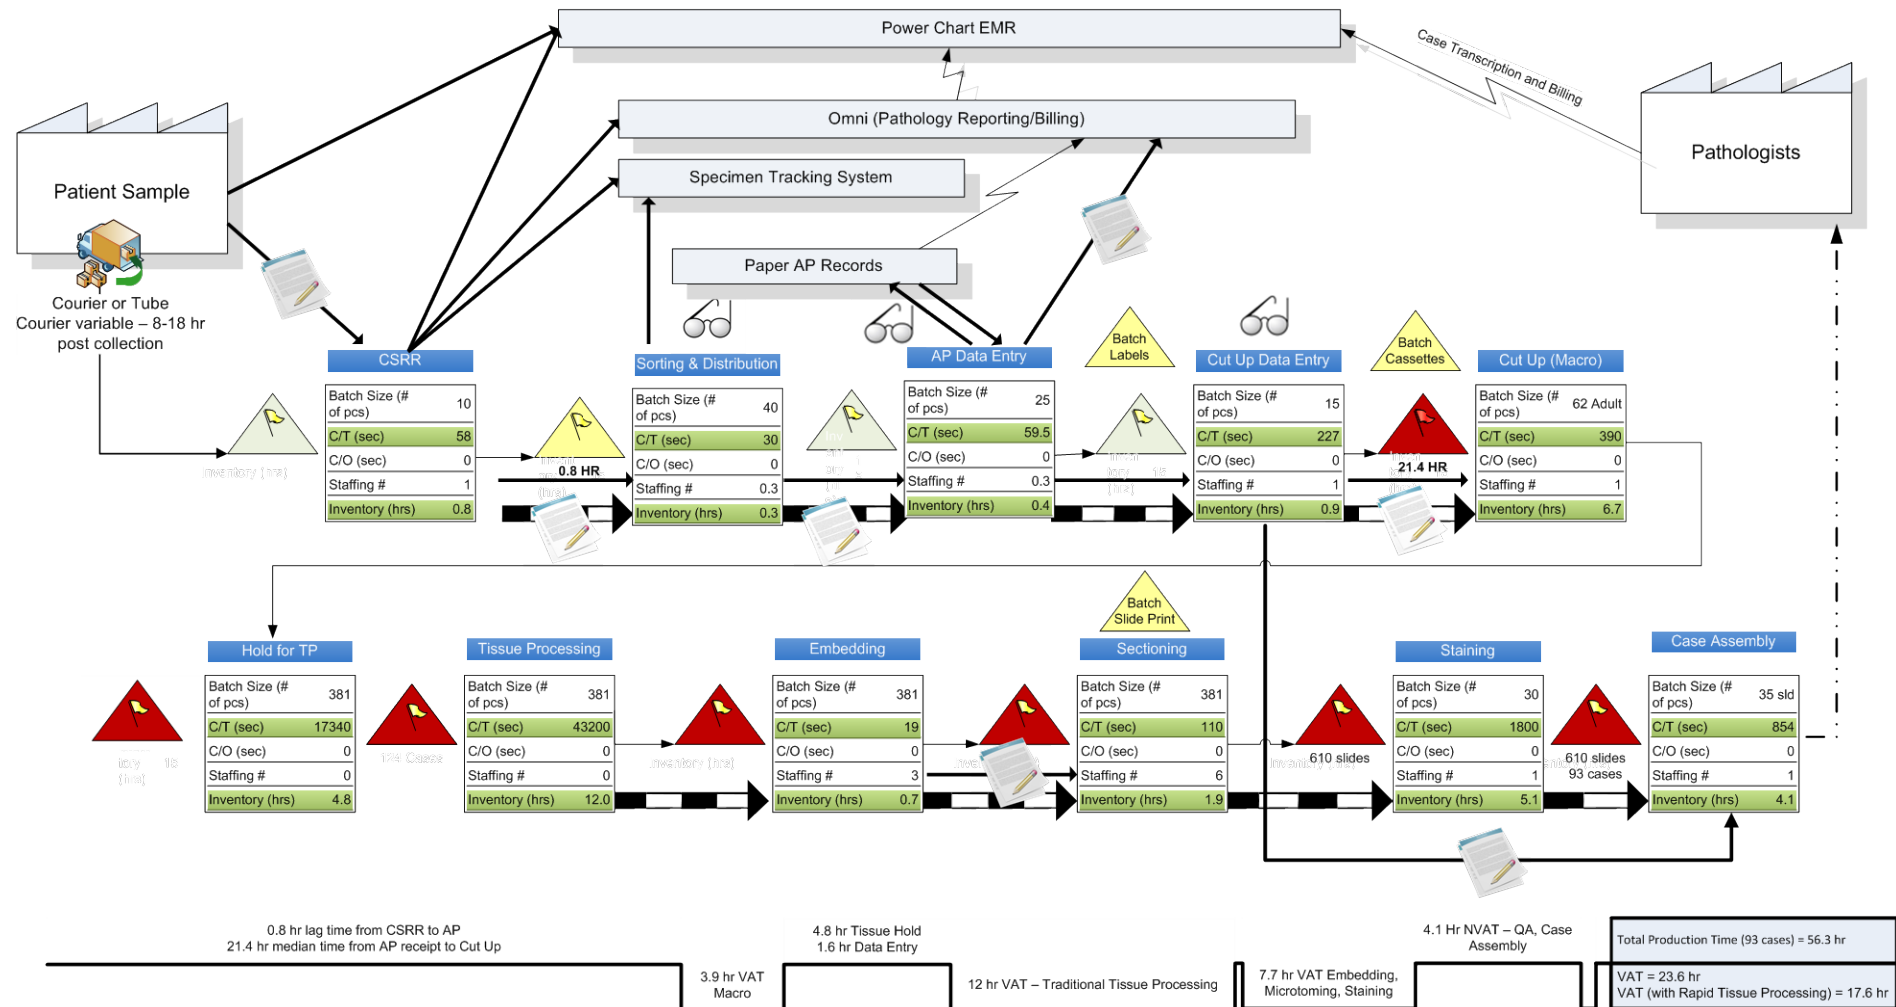 Power Chart EMR
Case Transcription and Billing
Omni (Pathology Reporting/Billing)
Pathologists
Patient Sample
Specimen Tracking System
Paper AP Records
Courier or Tube
Courier variable – 8-18 hr
post collection
CSRR
Batch Size (#
of pcs) 10
C/T (sec) 58
C/O (sec) 0
Staffing # 1
Inventory (hrs) 0.8
Inventory (hrs)
0.8 HR
(hrs)
Sorting & Distribution
Batch Size (#
of pcs) 40
C/T (sec) 30
C/O (sec) 0
Staffing # 0.3
Inventory (hrs) 0.3
AP Data Entry
Batch Size (#
of pcs) 25
C/T (sec) 59.5
C/O (sec) 0
Staffing # 0.3
Inventory (hrs) 0.4
Batch
Labels
Cut Up Data Entry
Batch Size (#
of pcs) 15
C/T (sec) 227
C/O (sec) 0
Staffing # 1
Inventory (hrs) 0.9
Batch
Cassettes
21.4 HR
Cut Up (Macro)
Batch Size (#
of pcs) 62 Adult
C/T (sec) 390
C/O (sec) 0
Staffing # 1
Inventory (hrs) 6.7
Hold for TP
Batch Size (#
of pcs) 381
C/T (sec) 17340
C/O (sec) 0
Staffing # 0
Inventory (hrs) 4.8
Cases
Tissue Processing
Batch Size (#
of pcs) 381
C/T (sec) 43200
C/O (sec) 0
Staffing # 0
Inventory (hrs) 12.0
Inventory (hrs)
Embedding
Batch Size (#
of pcs) 381
C/T (sec) 19
C/O (sec) 0
Staffing # 3
Inventory (hrs) 0.7
Batch
Slide Print
Sectioning
Batch Size (#
of pcs) 381
C/T (sec) 110
C/O (sec) 0
Staffing # 6
Inventory (hrs) 1.9
610 slides
Inventory (hrs)
Staining
Batch Size (#
of pcs) 30
C/T (sec) 1800
C/O (sec) 0
Staffing # 1
Inventory (hrs) 5.1
610 slides
93 cases
Case Assembly
Batch Size (#
of pcs) 35 sld
C/T (sec) 854
C/O (sec) 0
Staffing # 1
Inventory (hrs) 4.1
0.8 hr lag time from CSRR to AP
21.4 hr median time from AP receipt to Cut Up
3.9 hr VAT
Macro
4.8 hr Tissue Hold
1.6 hr Data Entry
12 hr VAT – Traditional Tissue Processing
7.7 hr VAT Embedding,
Microtoming, Staining
4.1 Hr NVAT – QA, Case
Assembly
Total Production Time (93 cases) = 56.3 hr
VAT = 23.6 hr
VAT (with Rapid Tissue Processing) = 17.6 hr